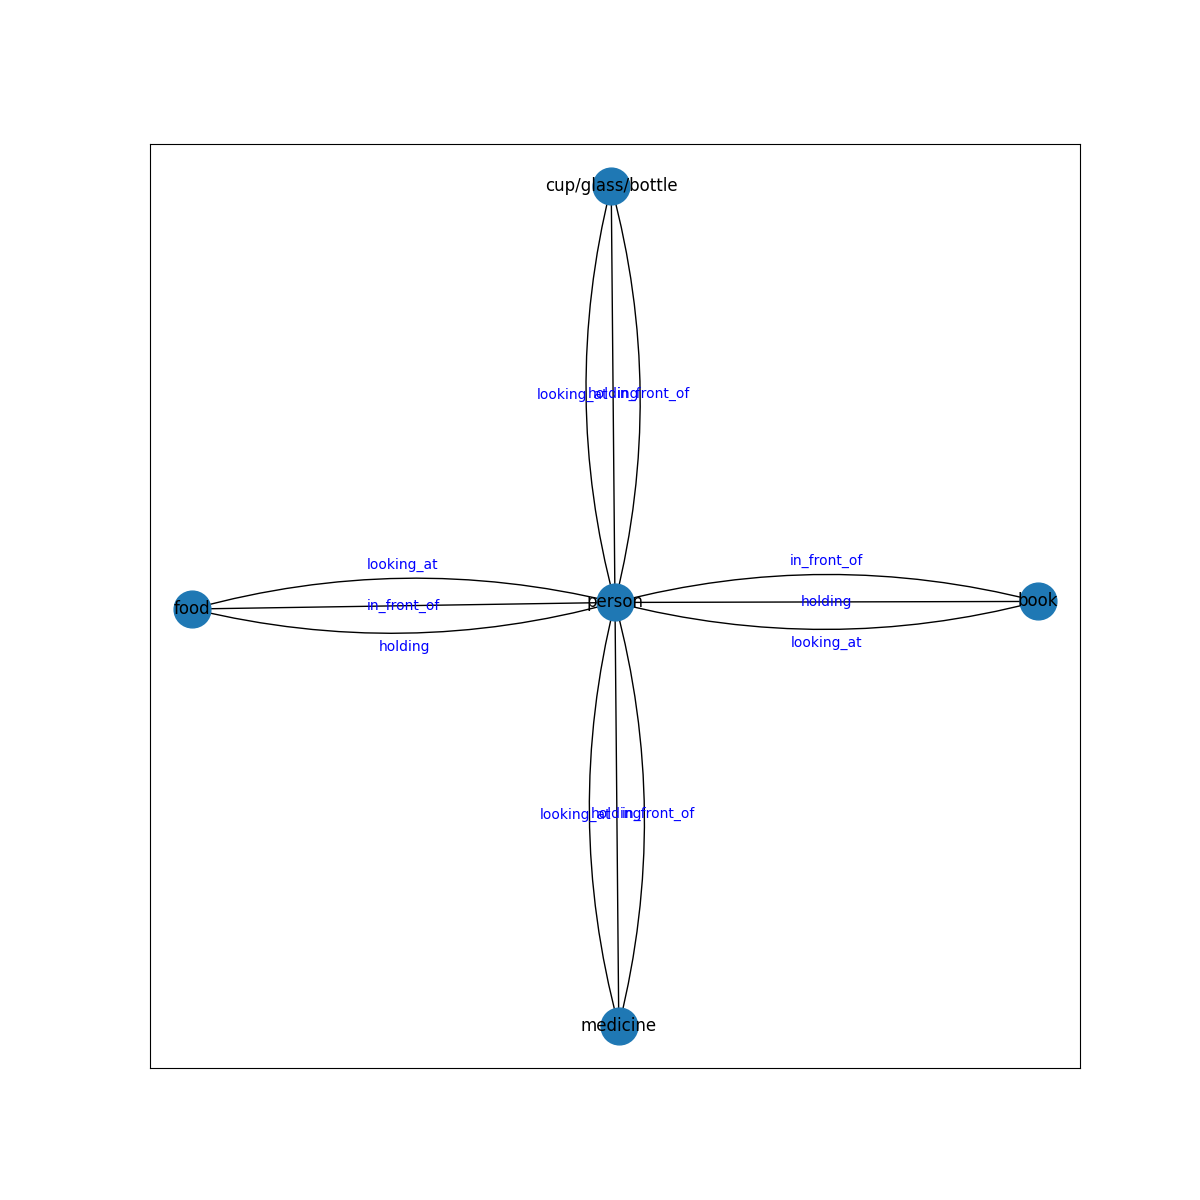 cup/glass/bottle
looking_at
holding
in_front_of
looking_at
in_front_of
holding
food
person
book
in_front_of
holding
looking_at
looking_at
holding
in_front_of
medicine